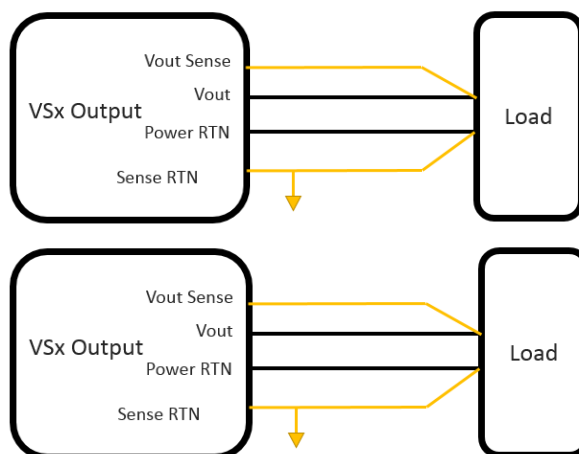 Vout Sense
Vout
VSx Output
Load
Power RTN
Sense RTN
Vout Sense
Vout
VSx Output
Load
Power RTN
Sense RTN